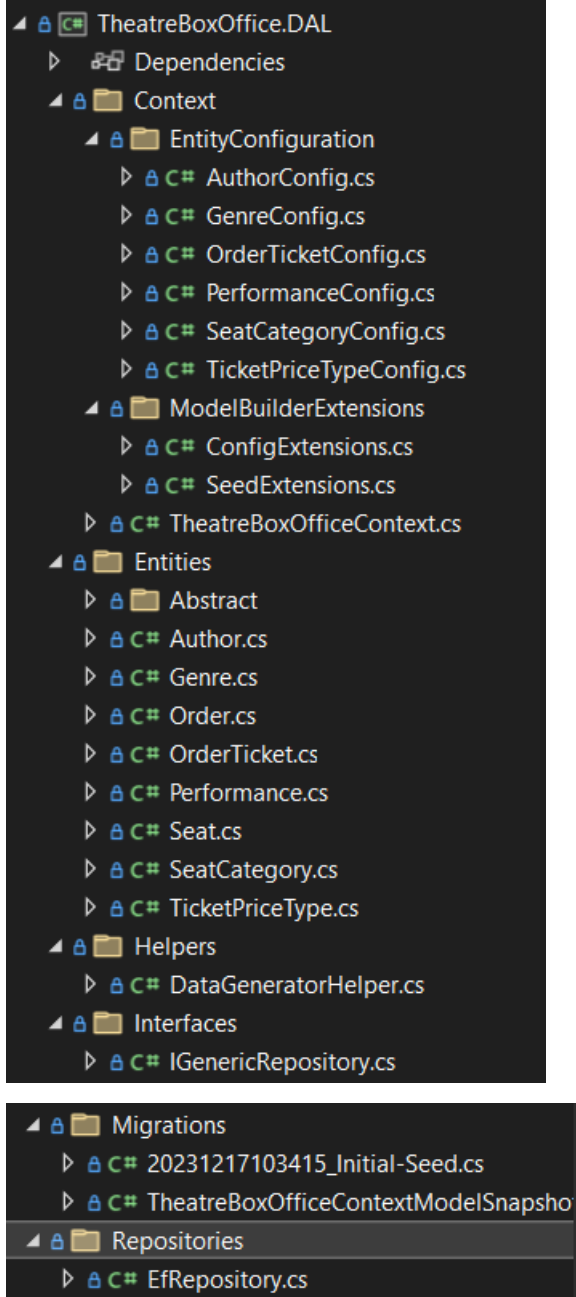 C# TheatreBoxOffice.DAL
Dependencies
Context
EntityConfiguration
C# AuthorConfig.cs
C# GenreConfig.cs
C# OrderTicketConfig.cs
C# PerformanceConfig.cs
C# SeatCategoryConfig.cs
C# TicketPriceTypeConfig.cs
ModelBuilderExtensions
C# ConfigExtensions.cs
C# SeedExtensions.cs
C# TheatreBoxOfficeContext.cs
Entities
Abstract
C# Author.cs
C# Genre.cs
C# Order.cs
C# OrderTicket.cs
C# Performance.cs
C# Seat.cs
C# SeatCategory.cs
C# TicketPriceType.cs
Helpers
C# DataGeneratorHelper.cs
Interfaces
C# IGenericRepository.cs
Migrations
C# 20231217103415_Initial-Seed.cs
C# TheatreBoxOfficeContextModelSnapsho
Repositories
C# EfRepository.cs